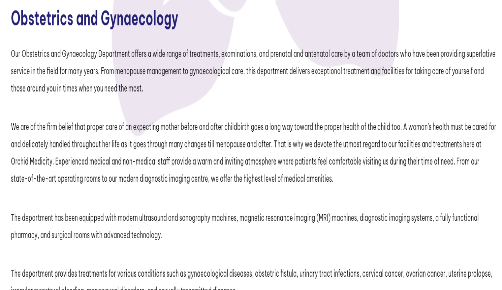 Obstetrics and Gynaecology
Our Obstetrics and Gynaecology Department offers a wide range of treatments, examinations, and prenatal and antenatal care by a team of doctors who have been providing superlative
service in the field for many years. From menopause management to gynaecological care, this department delivers exceptional treatment and facilities for taking care of yourself and
those around you in times when you need the most.
We are of the firm belief that proper care of an expecting mother before and after childbirth goes a long way toward the proper health of the child too. A woman's health must be cared for
and delicately handled throughout her life as it goes through many changes till menopause and after. That is why we devote the utmost regard to our facilities and treatments here at
Orchid Medicity. Experienced medical and non-medical staff provide a warm and inviting atmosphere where patients feel comfortable visiting us during their time of need. From our
state-of-the-art operating rooms to our modern diagnostic imaging centre, we offer the highest level of medical amenities.
The department has been equipped with modern ultrasound and sonography machines, magnetic resonance imaging (MRI) machines, diagnostic imaging systems, a fully functional
pharmacy, and surgical rooms with advanced technology.
The department provides treatments for various conditions such as gynaecological diseases, obstetric fistula, urinary tract infections, cervical cancer, ovarian cancer, uterine prolapse,